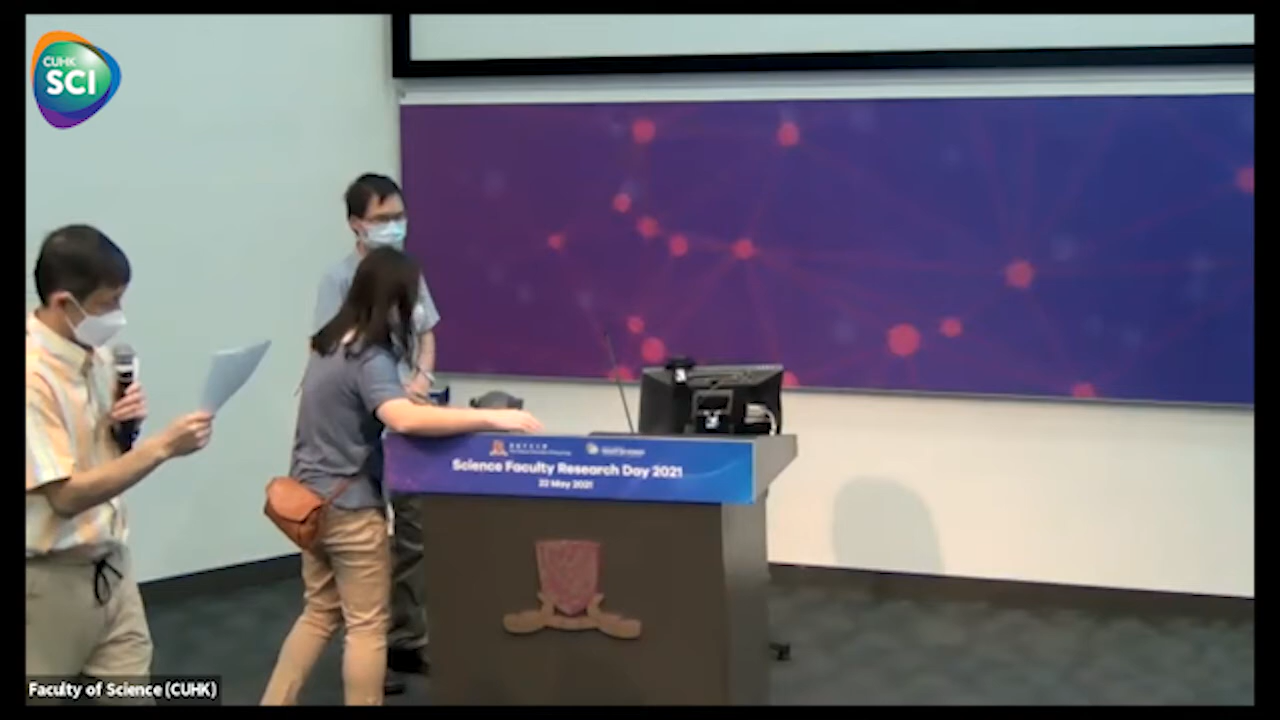 CUHK
SCI
Science Faculty Research Day 2021
22 May 2021
Faculty of Science (CUHK)